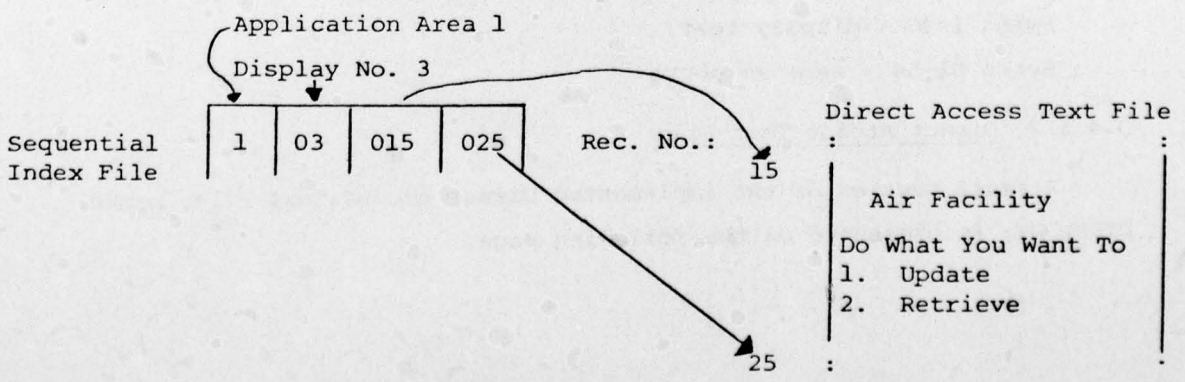 Application Area 1
Display No. 3
Direct Access Text File
Sequential Index File
1 03 015 025
Rec. No.:
15
Air Facility
Do What You Want To
1. Update
2. Retrieve
25